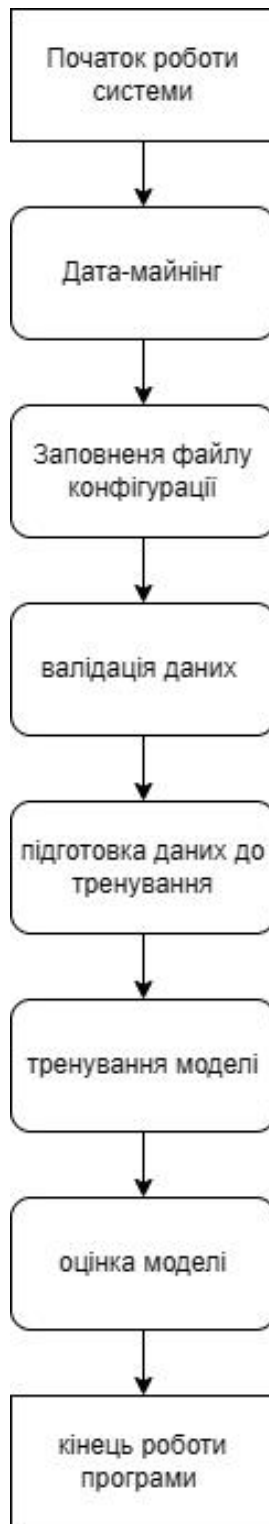 Початок роботи
системи
Дата-майнінг
Заповненя файлу
конфігурації
валідація даних
підготовка даних до
тренування
тренування моделі
оцінка моделі
кінець роботи
програми